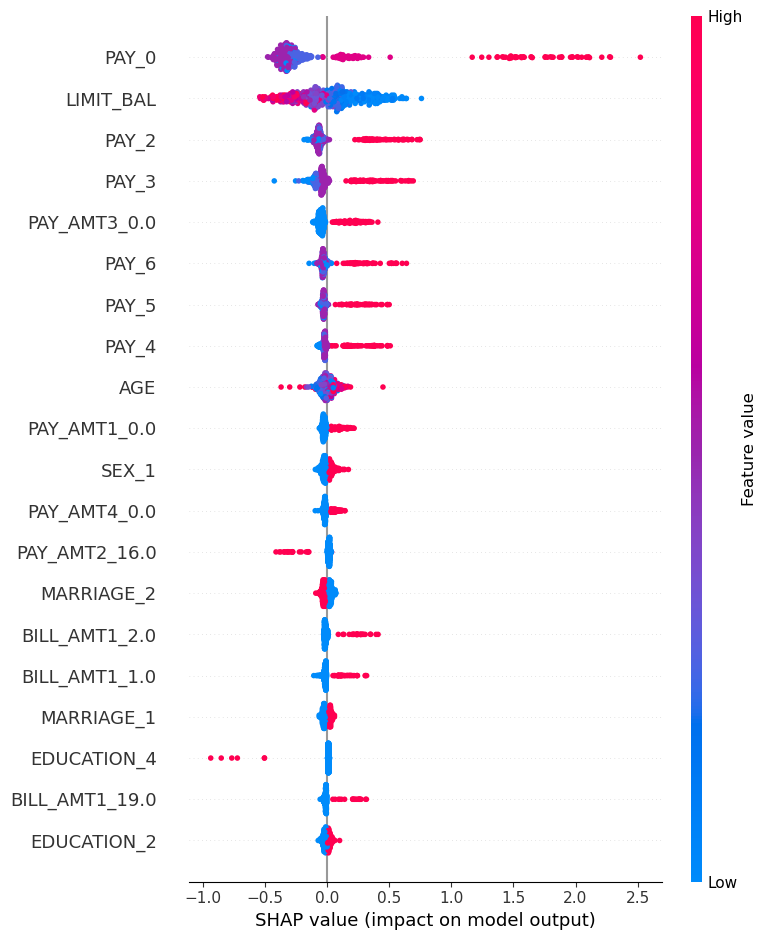 High
PAY_0
LIMIT_BAL
PAY_2
PAY_3
PAY_AMT3_0.0
PAY_6
PAY_5
PAY_4
AGE
PAY_AMT1_0.0
SEX_1
PAY_AMT4_0.0
PAY_AMT2_16.0
MARRIAGE_2
BILL_AMT1_2.0
BILL_AMT1_1.0
MARRIAGE_1
EDUCATION_4
BILL_AMT1_19.0
EDUCATION_2
Feature value
Low
−1.0 −0.5 0.0 0.5 1.0 1.5 2.0 2.5
SHAP value (impact on model output)